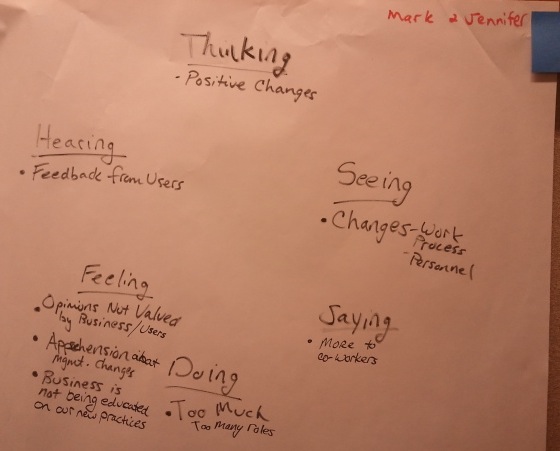 Mark & Jennifer
Thinking
- Positive Changes
Hearing
• Feedback from Users
Seeing
• Changes - Work
Process
- Personnel
Feeling
• Opinions Not Valued
by Business/Users
• Apprehension about
mgmt. changes
• Business is
not being educated
on our new practices
Saying
• More to
co-workers
Doing
• Too Much
Too Many roles